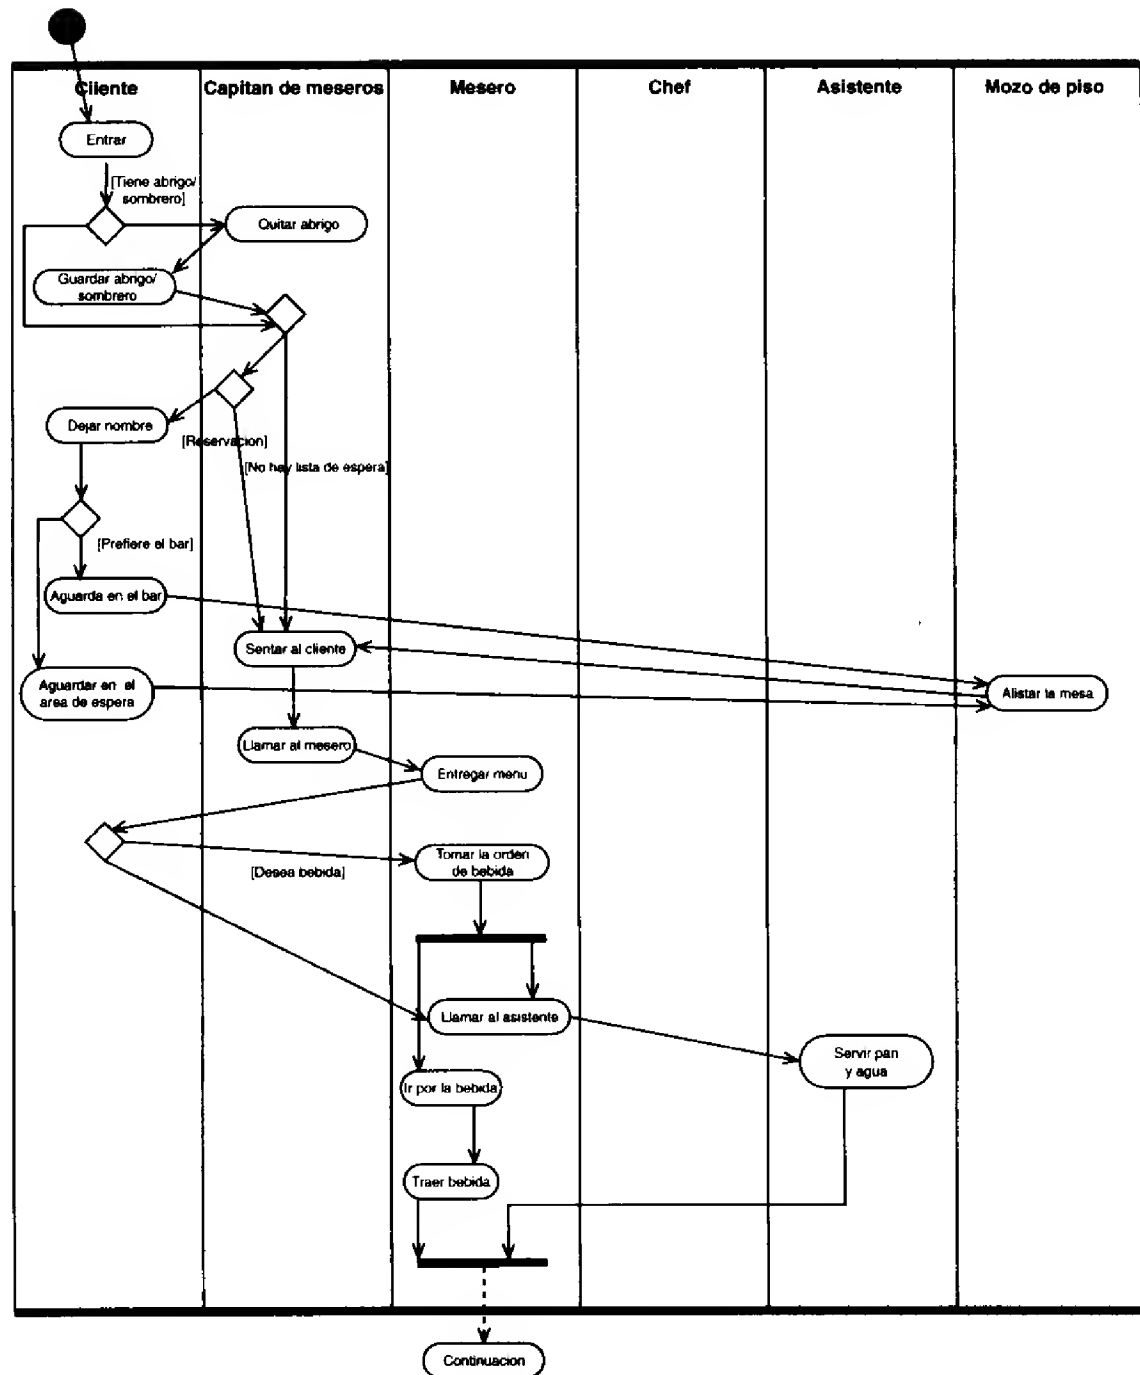 Cliente
Capitan de meseros
Mesero
Chef
Asistente
Mozo de piso
Entrar
[Tiene abrigo/
sombrero]
Quitar abrigo
Guardar abrigo/
sombrero
Dejar nombre
[Reservacion]
[No hay lista de espera]
[Prefiere el bar]
Aguarda en el bar
Sentar al cliente
Aguardar en el
area de espera
Alistar la mesa
Llamar al mesero
Entregar menu
[Desea bebida]
Tomar la orden
de bebida
Llamar al asistente
Servir pan
y agua
Ir por la bebida
Traer bebida
Continuacion